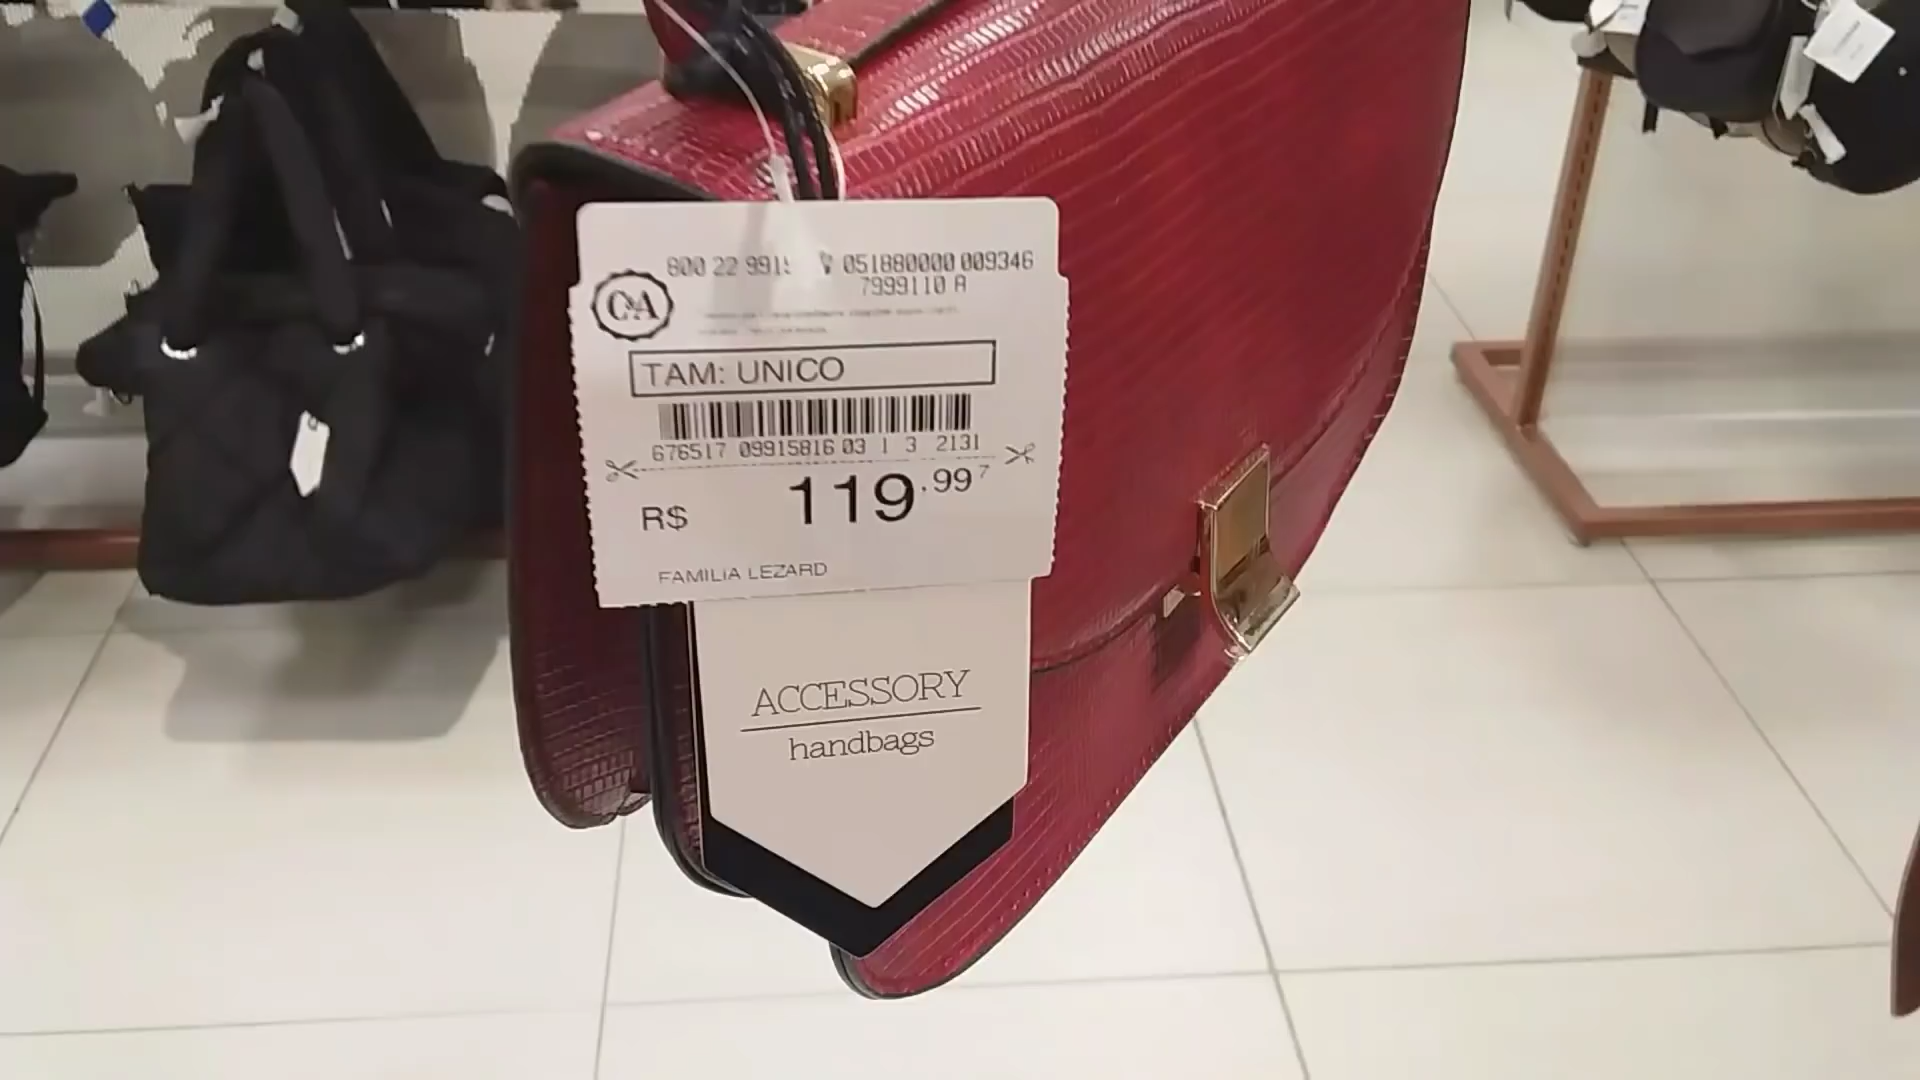 800 22 991
051880000 009346
7999110 A
C&A
TAM: UNICO
676517 09915816 03 1 3 2131
R$ 119.99 7
FAMILIA LEZARD
ACCESSORY
handbags